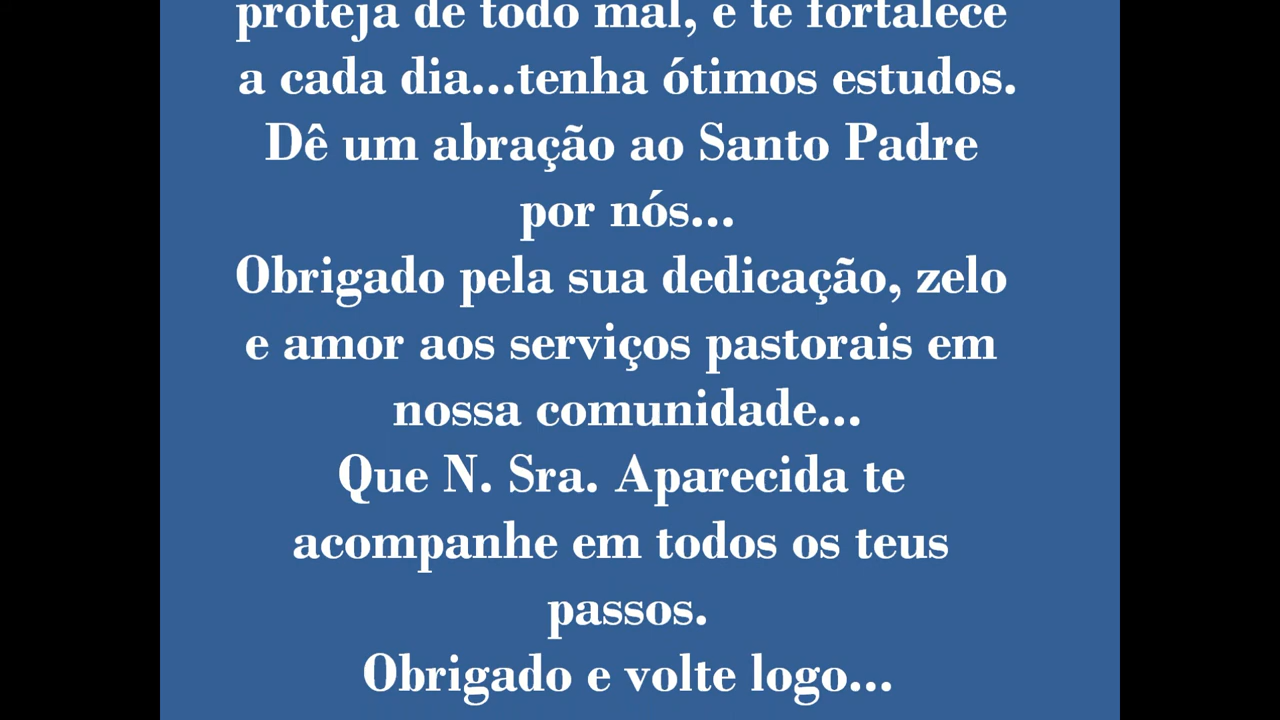 proteja de todo mal, e te fortalece
a cada dia...tenha ótimos estudos.
Dê um abração ao Santo Padre
por nós...
Obrigado pela sua dedicação, zelo
e amor aos serviços pastorais em
nossa comunidade...
Que N. Sra. Aparecida te
acompanhe em todos os teus
passos.
Obrigado e volte logo...